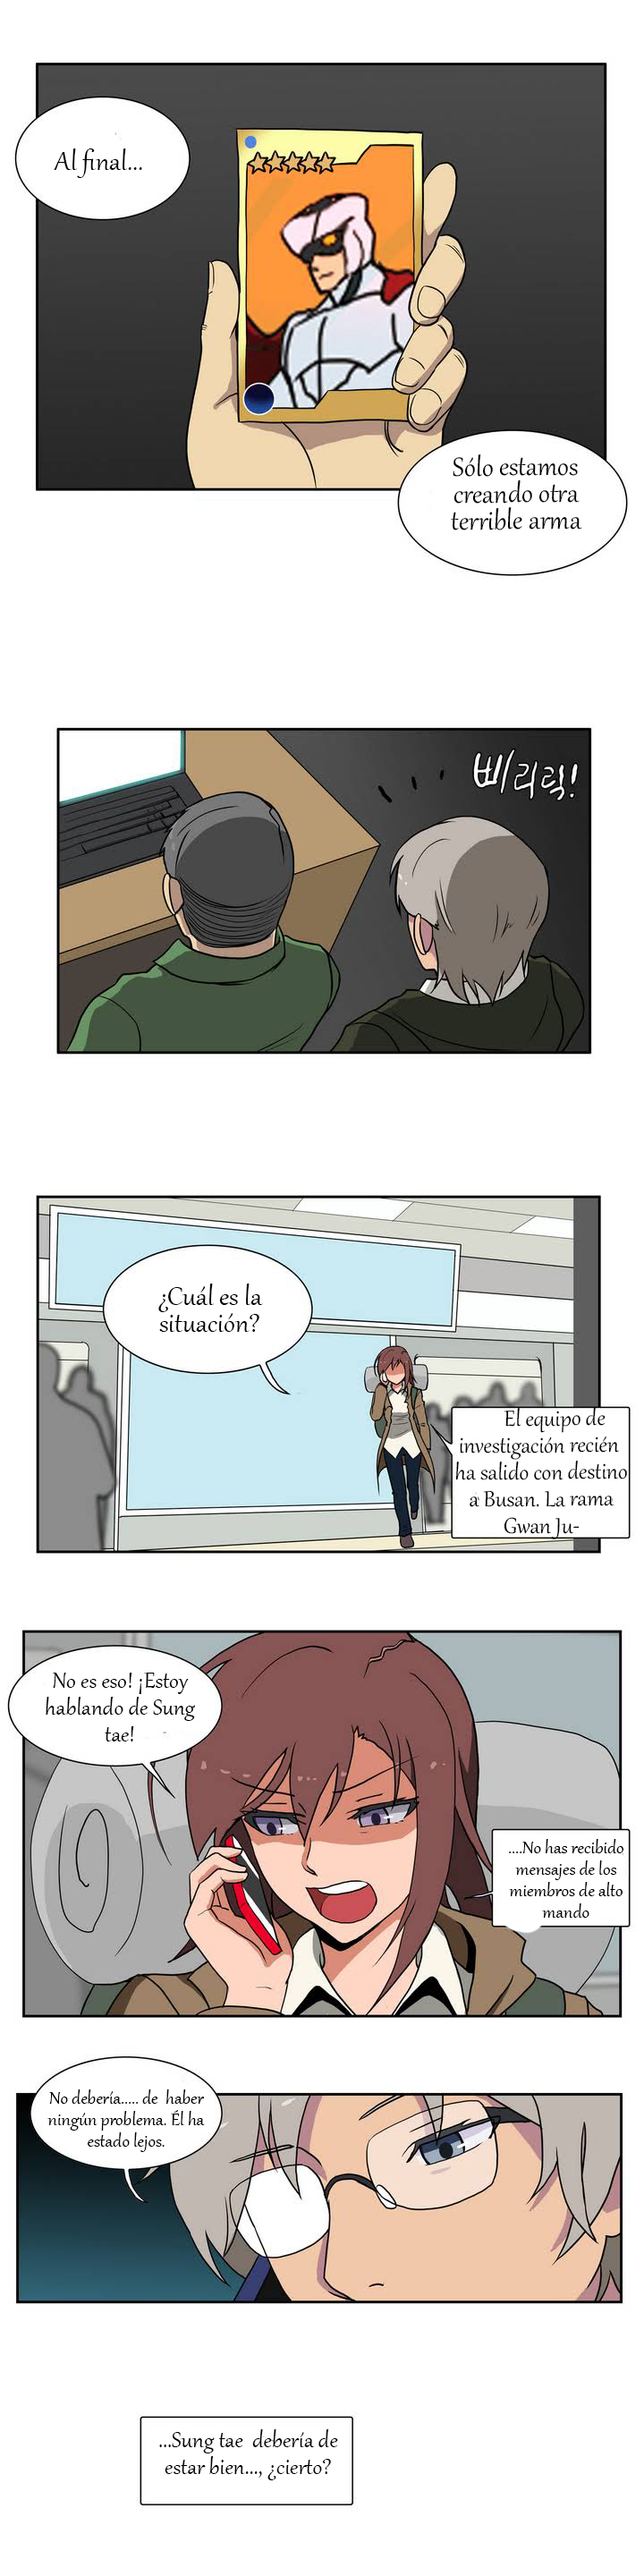 Al final...
Sólo estamos
creando otra
terrible arma
삐리릭!
¿Cuál es la
situación?
El equipo de
investigación recién
ha salido con destino
a Busan. La rama
Gwan Ju-
No es eso! ¡Estoy
hablando de Sung
tae!
....No has recibido
mensajes de los
miembros de alto
mando
No debería..... de haber
ningún problema. Él ha
estado lejos.
...Sung tae debería de
estar bien..., ¿cierto?